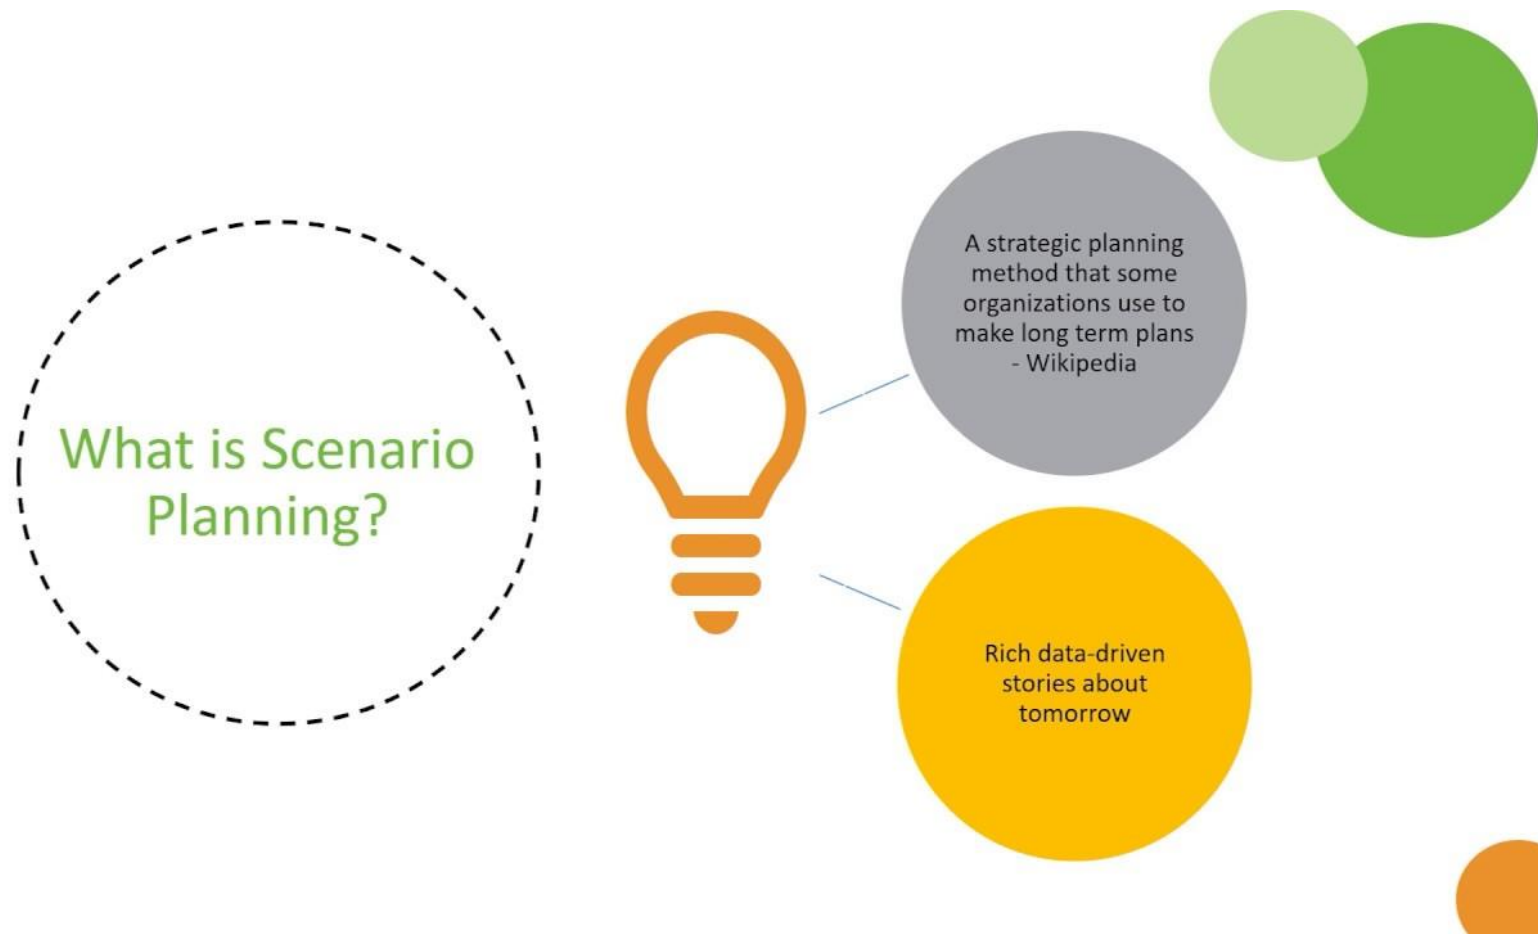 What is Scenario
Planning?
A strategic planning
method that some
organizations use to
make long term plans
- Wikipedia
Rich data-driven
stories about
tomorrow